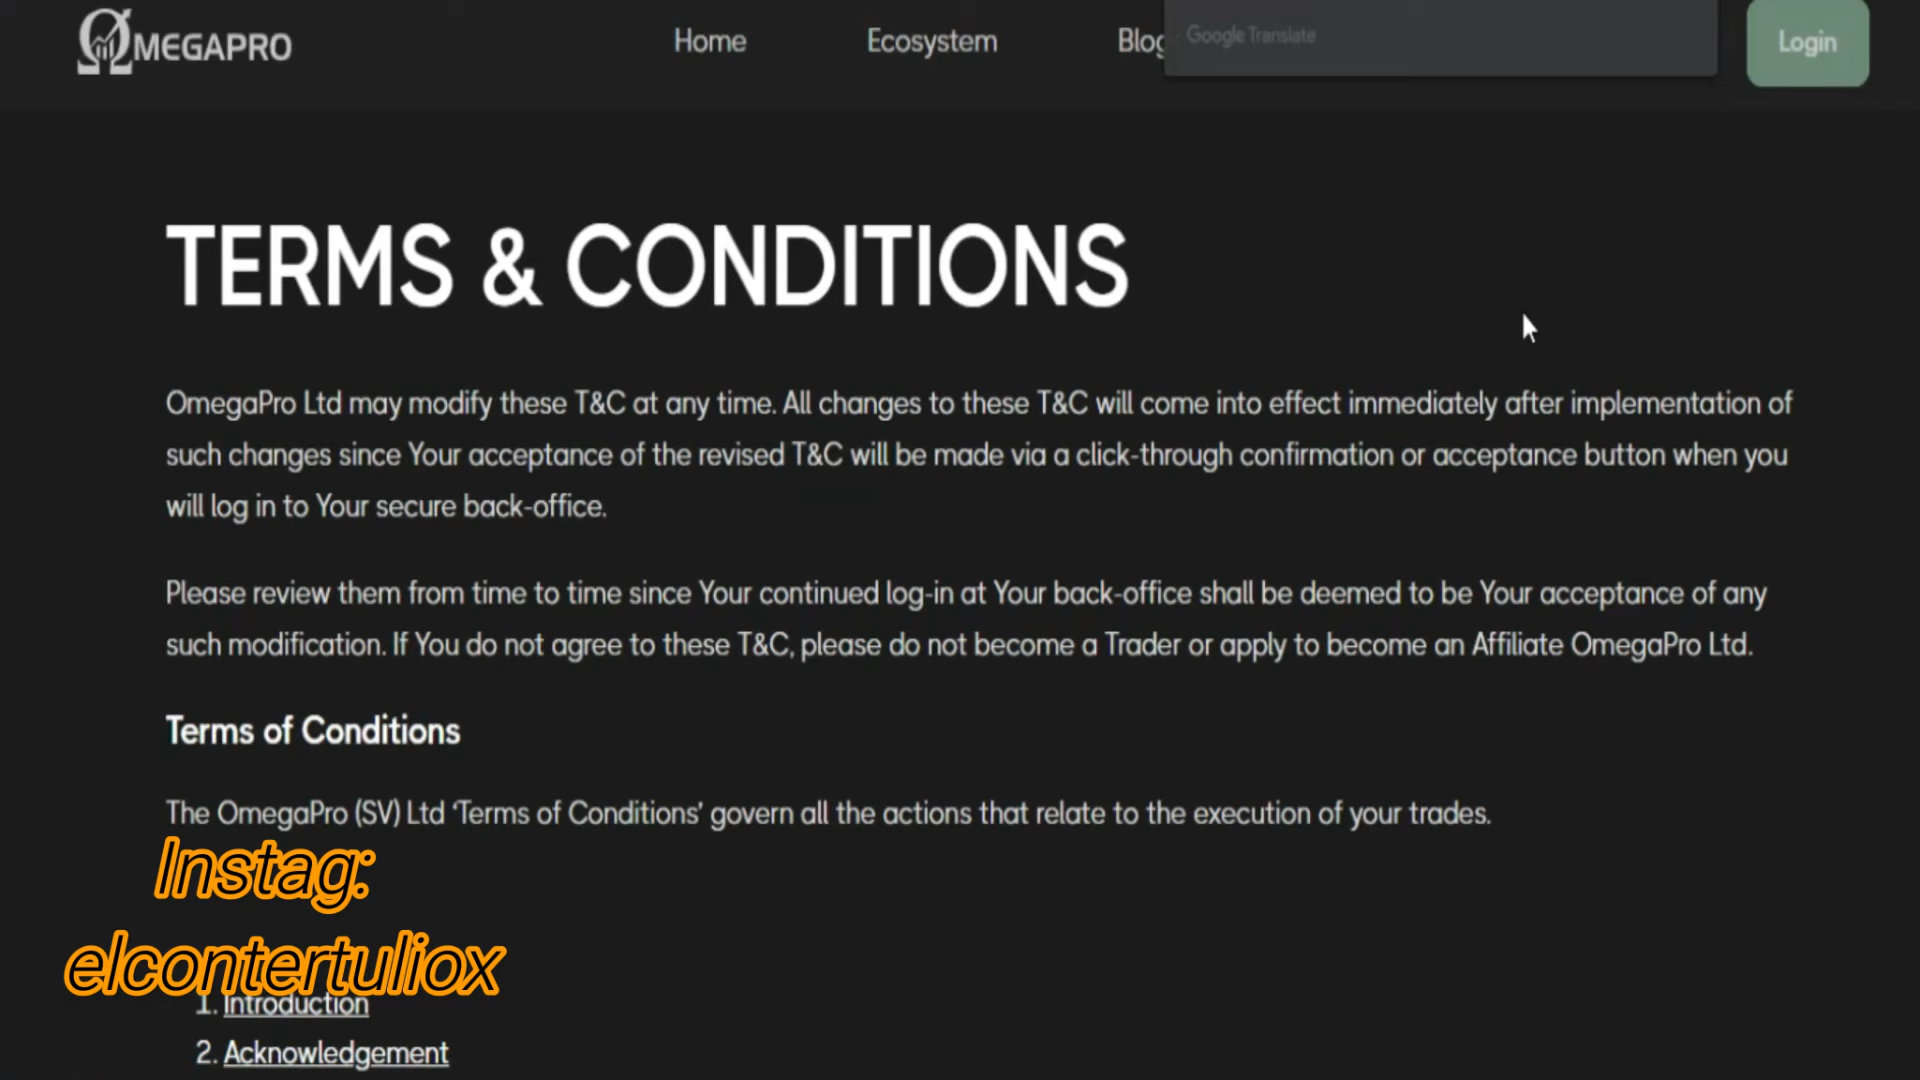 ΩMEGAPRO
Home
Ecosystem
Blog
Google Translate
Login
TERMS & CONDITIONS
OmegaPro Ltd may modify these T&C at any time. All changes to these T&C will come into effect immediately after implementation of
such changes since Your acceptance of the revised T&C will be made via a click-through confirmation or acceptance button when you
will log in to Your secure back-office.
Please review them from time to time since Your continued log-in at Your back-office shall be deemed to be Your acceptance of any
such modification. If You do not agree to these T&C, please do not become a Trader or apply to become an Affiliate OmegaPro Ltd.
Terms of Conditions
The OmegaPro (SV) Ltd ‘Terms of Conditions’ govern all the actions that relate to the execution of your trades.
Instag:
elcontertuliox
1. Introduction
2. Acknowledgement